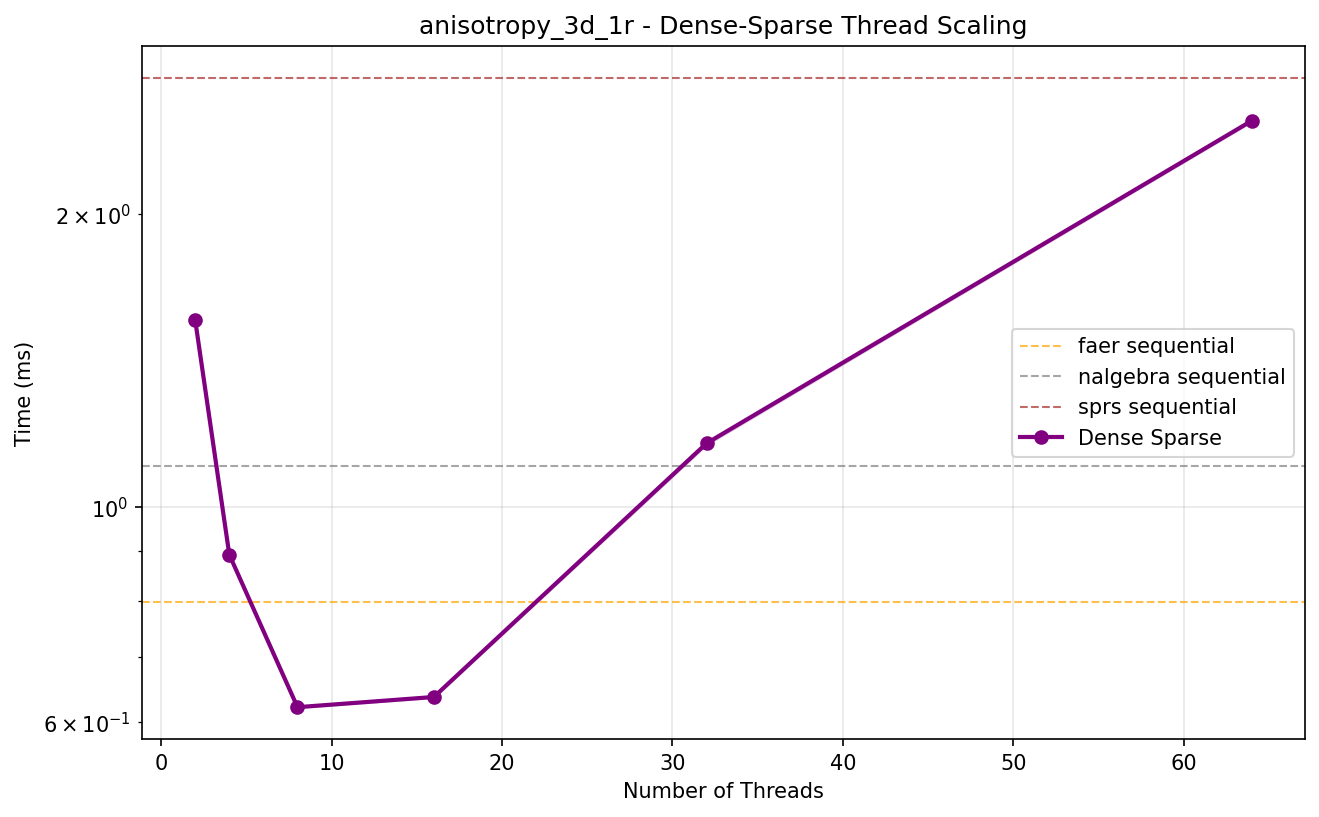 anisotropy_3d_1r - Dense-Sparse Thread Scaling
Time (ms)
2 × 10⁰
10⁰
6 × 10⁻¹
faer sequential
nalgebra sequential
sprs sequential
Dense Sparse
0 10 20 30 40 50 60
Number of Threads